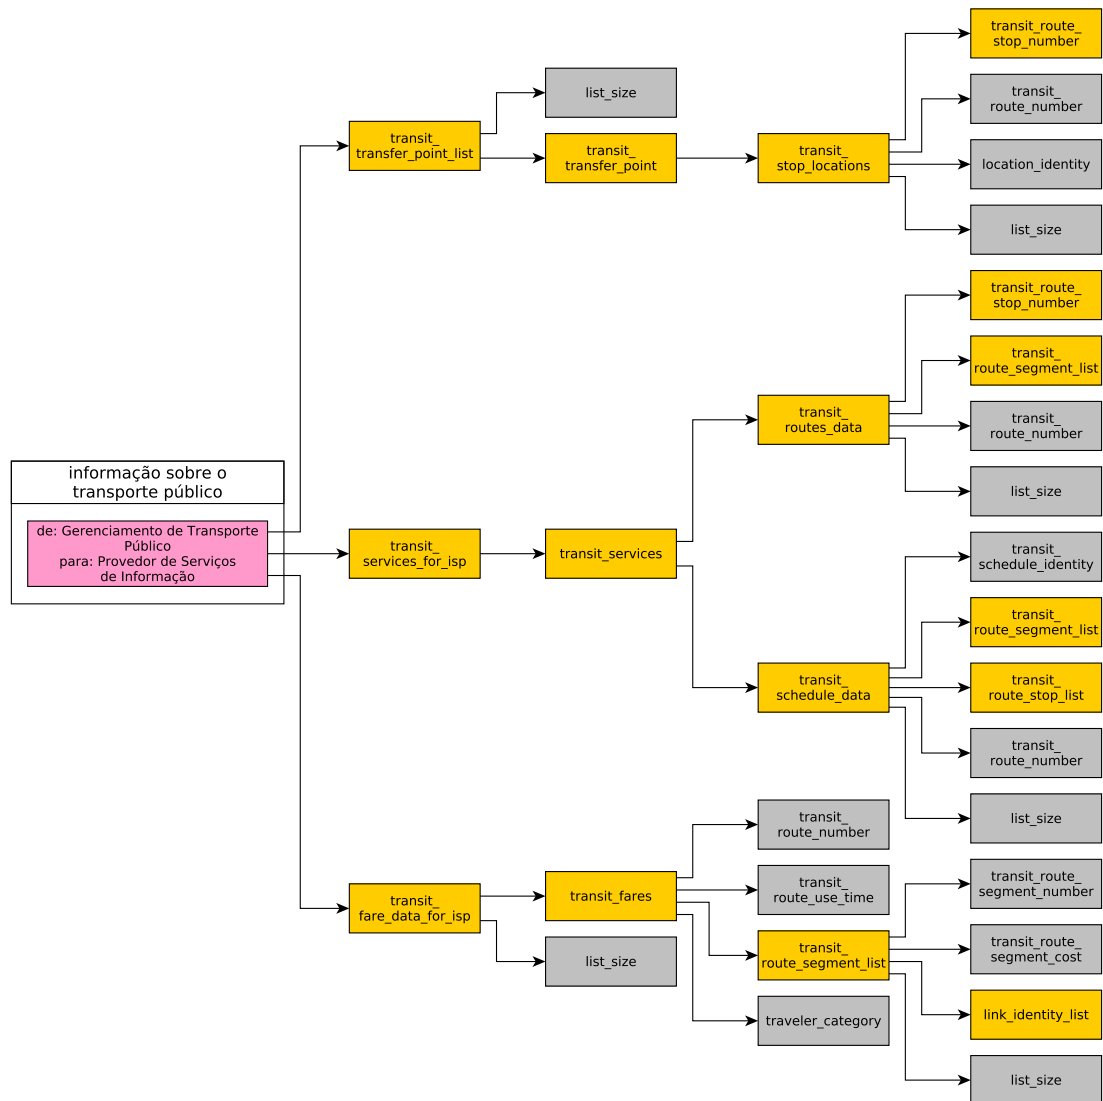 informação sobre o
transporte público
de: Gerenciamento de Transporte
Público
para: Provedor de Serviços
de Informação
transit_
transfer_point_list
list_size
transit_
transfer_point
transit_
stop_locations
transit_route_
stop_number
transit_
route_number
location_identity
list_size
transit_
services_for_isp
transit_services
transit_
routes_data
transit_route_
stop_number
transit_
route_segment_list
transit_
route_number
list_size
transit_
schedule_data
transit_
schedule_identity
transit_
route_segment_list
transit_
route_stop_list
transit_
route_number
list_size
transit_
fare_data_for_isp
transit_fares
list_size
transit_
route_number
transit_
route_use_time
transit_
route_segment_list
traveler_category
transit_route_
segment_number
transit_route_
segment_cost
link_identity_list
list_size